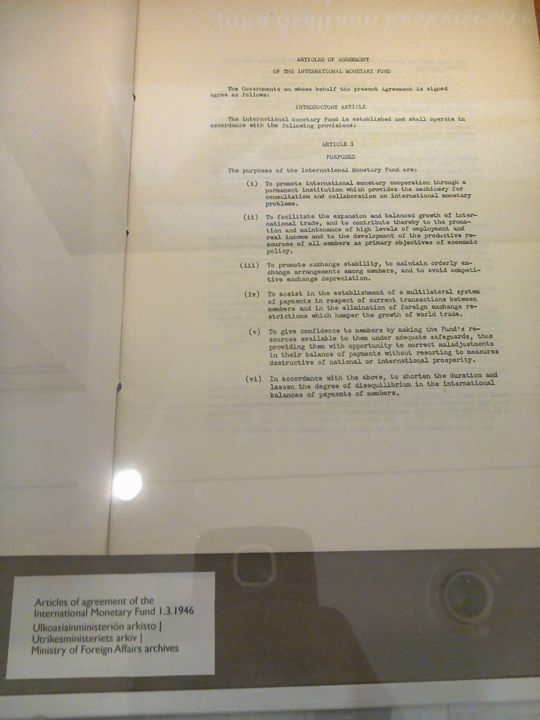 jokapsaltaan keskeise
ARTICLES OF AGREEMENT
OF THE INTERNATIONAL MONETARY FUND
The Governments on whose behalf the present Agreement is signed
agree as follows:
INTRODUCTORY ARTICLE
The International Monetary Fund is established and shall operate in
accordance with the following provisions:
ARTICLE I
PURPOSES
The purposes of the International Monetary Fund are:
(i) To promote international monetary cooperation through a
permanent institution which provides the machinery for
consultation and collaboration on international monetary
problems.
(ii) To facilitate the expansion and balanced growth of inter-
national trade, and to contribute thereby to the promo-
tion and maintenance of high levels of employment and
real income and to the development of the productive re-
sources of all members as primary objectives of economic
policy.
(iii) To promote exchange stability, to maintain orderly ex-
change arrangements among members, and to avoid competi-
tive exchange depreciation.
(iv) To assist in the establishment of a multilateral system
of payments in respect of current transactions between
members and in the elimination of foreign exchange re-
strictions which hamper the growth of world trade.
(v) To give confidence to members by making the Fund's re-
sources available to them under adequate safeguards, thus
providing them with opportunity to correct maladjustments
in their balance of payments without resorting to measures
destructive of national or international prosperity.
(vi) In accordance with the above, to shorten the duration and
lessen the degree of disequilibrium in the international
balances of payments of members.
Articles of agreement of the
International Monetary Fund 1.3.1946
Ulkoasiainministeriön arkisto |
Utrikesministeriets arkiv |
Ministry of Foreign Affairs archives